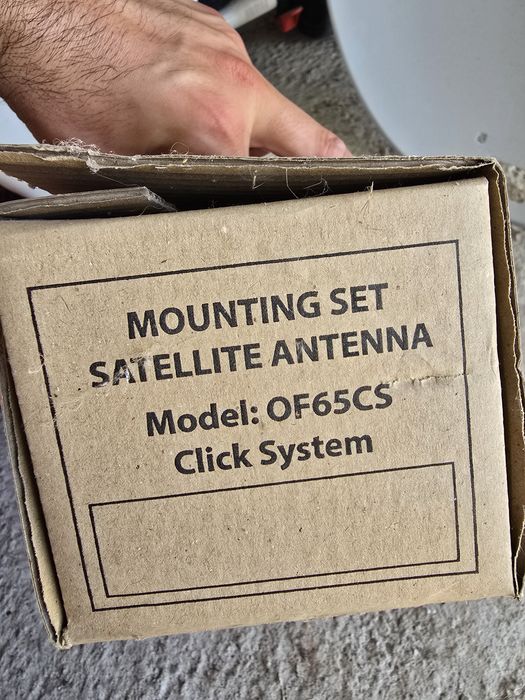 MOUNTING SET
SATELLITE ANTENNA
Model: OF65CS
Click System